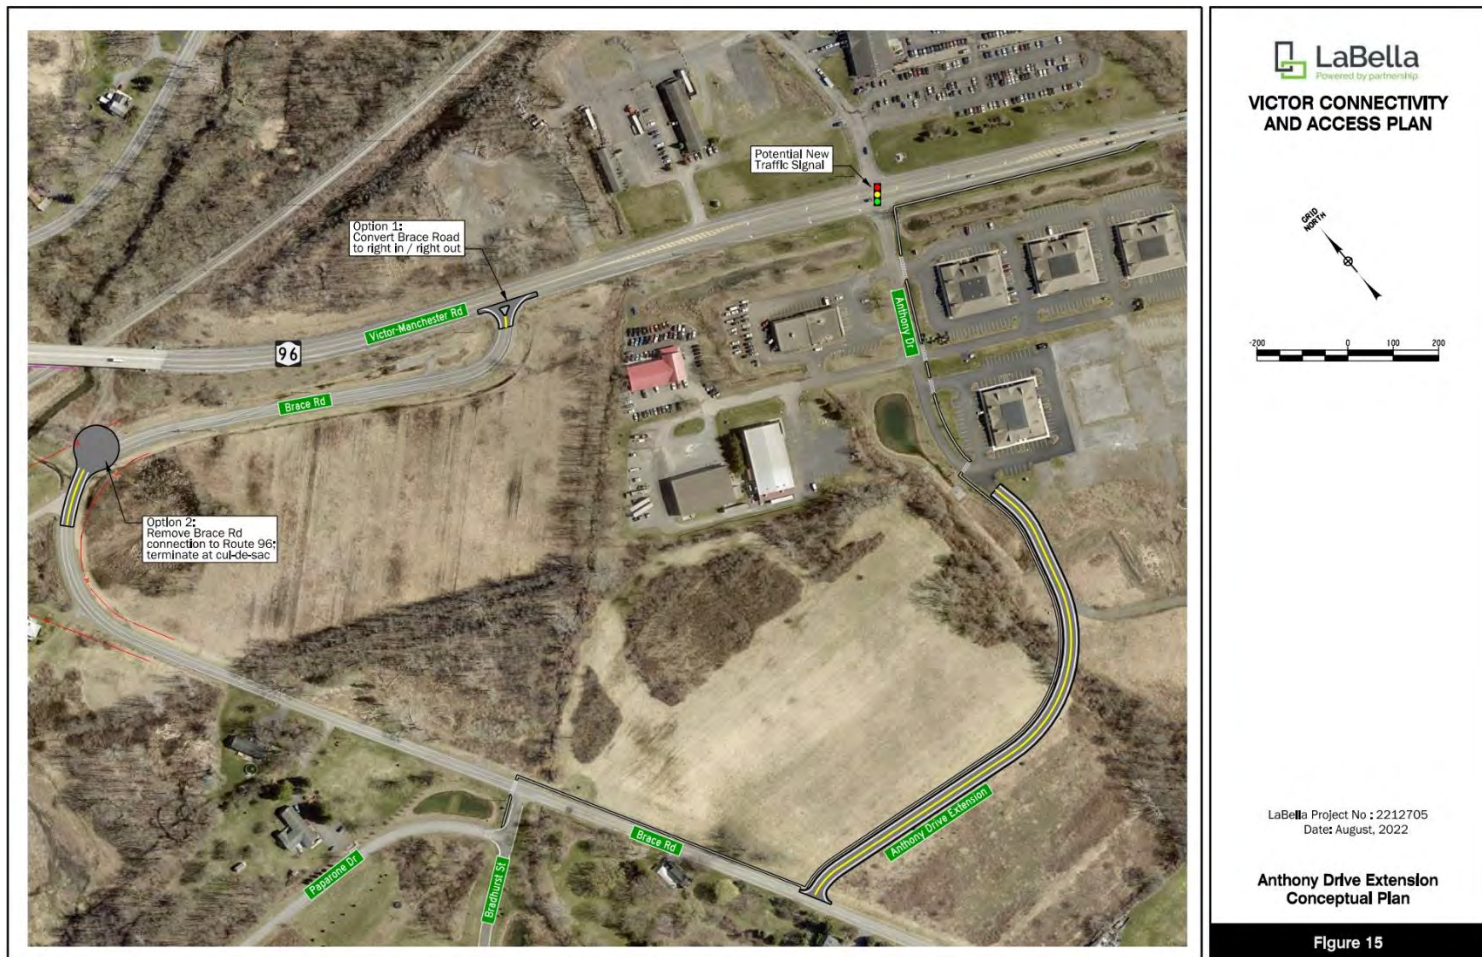 Potential New
Traffic Signal
Option 1:
Convert Brace Road
to right in / right out
Victor-Manchester Rd
96
Brace Rd
Anthony Dr
Option 2:
Remove Brace Rd
connection to Route 96;
terminate at cul-de-sac
Anthony Drive Extension
Brace Rd
Paparone Dr
Bradhurst St
LaBella
Powered by partnership.
VICTOR CONNECTIVITY
AND ACCESS PLAN
GRID
NORTH
-200 0 100 200
LaBella Project No : 2212705
Date: August, 2022
Anthony Drive Extension
Conceptual Plan
Figure 15